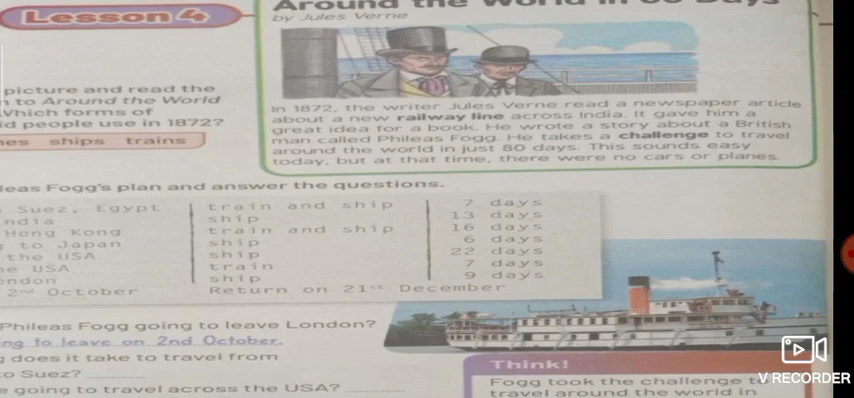 Lesson 4
Around the World in 80 Days
by Jules Verne
picture and read the
to Around the World
Which forms of
people use in 1872?
ships trains
In 1872, the writer Jules Verne read a newspaper article
about a new railway line across India. It gave him a
great idea for a book. He wrote a story about a British
man called Phileas Fogg. He takes a challenge to travel
around the world in just 80 days. This sounds easy
today, but at that time, there were no cars or planes.
leas Fogg's plan and answer the questions.
Suez, Egypt train and ship 7 days
ndia ship 13 days
Hong Kong train and ship 16 days
to Japan ship 6 days
the USA ship 22 days
USA train 7 days
ondon ship 9 days
2nd October Return on 21st December
Phileas Fogg going to leave London?
ing to leave on 2nd October.
does it take to travel from
o Suez?
e going to travel across the USA?
Think!
Fogg took the challenge to
travel around the world in
V RECORDER